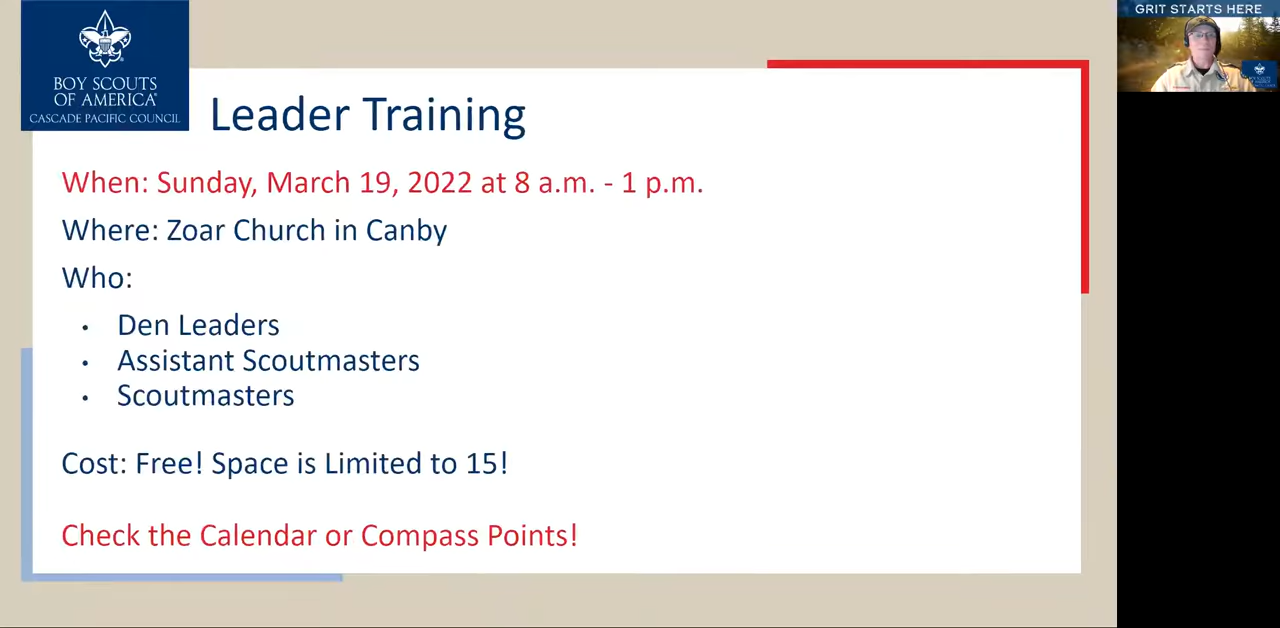 GRIT STARTS HERE
BOY SCOUTS
OF AMERICA®
CASCADE PACIFIC COUNCIL
Leader Training
When: Sunday, March 19, 2022 at 8 a.m. - 1 p.m.
Where: Zoar Church in Canby
Who:
• Den Leaders
• Assistant Scoutmasters
• Scoutmasters
Cost: Free! Space is Limited to 15!
Check the Calendar or Compass Points!